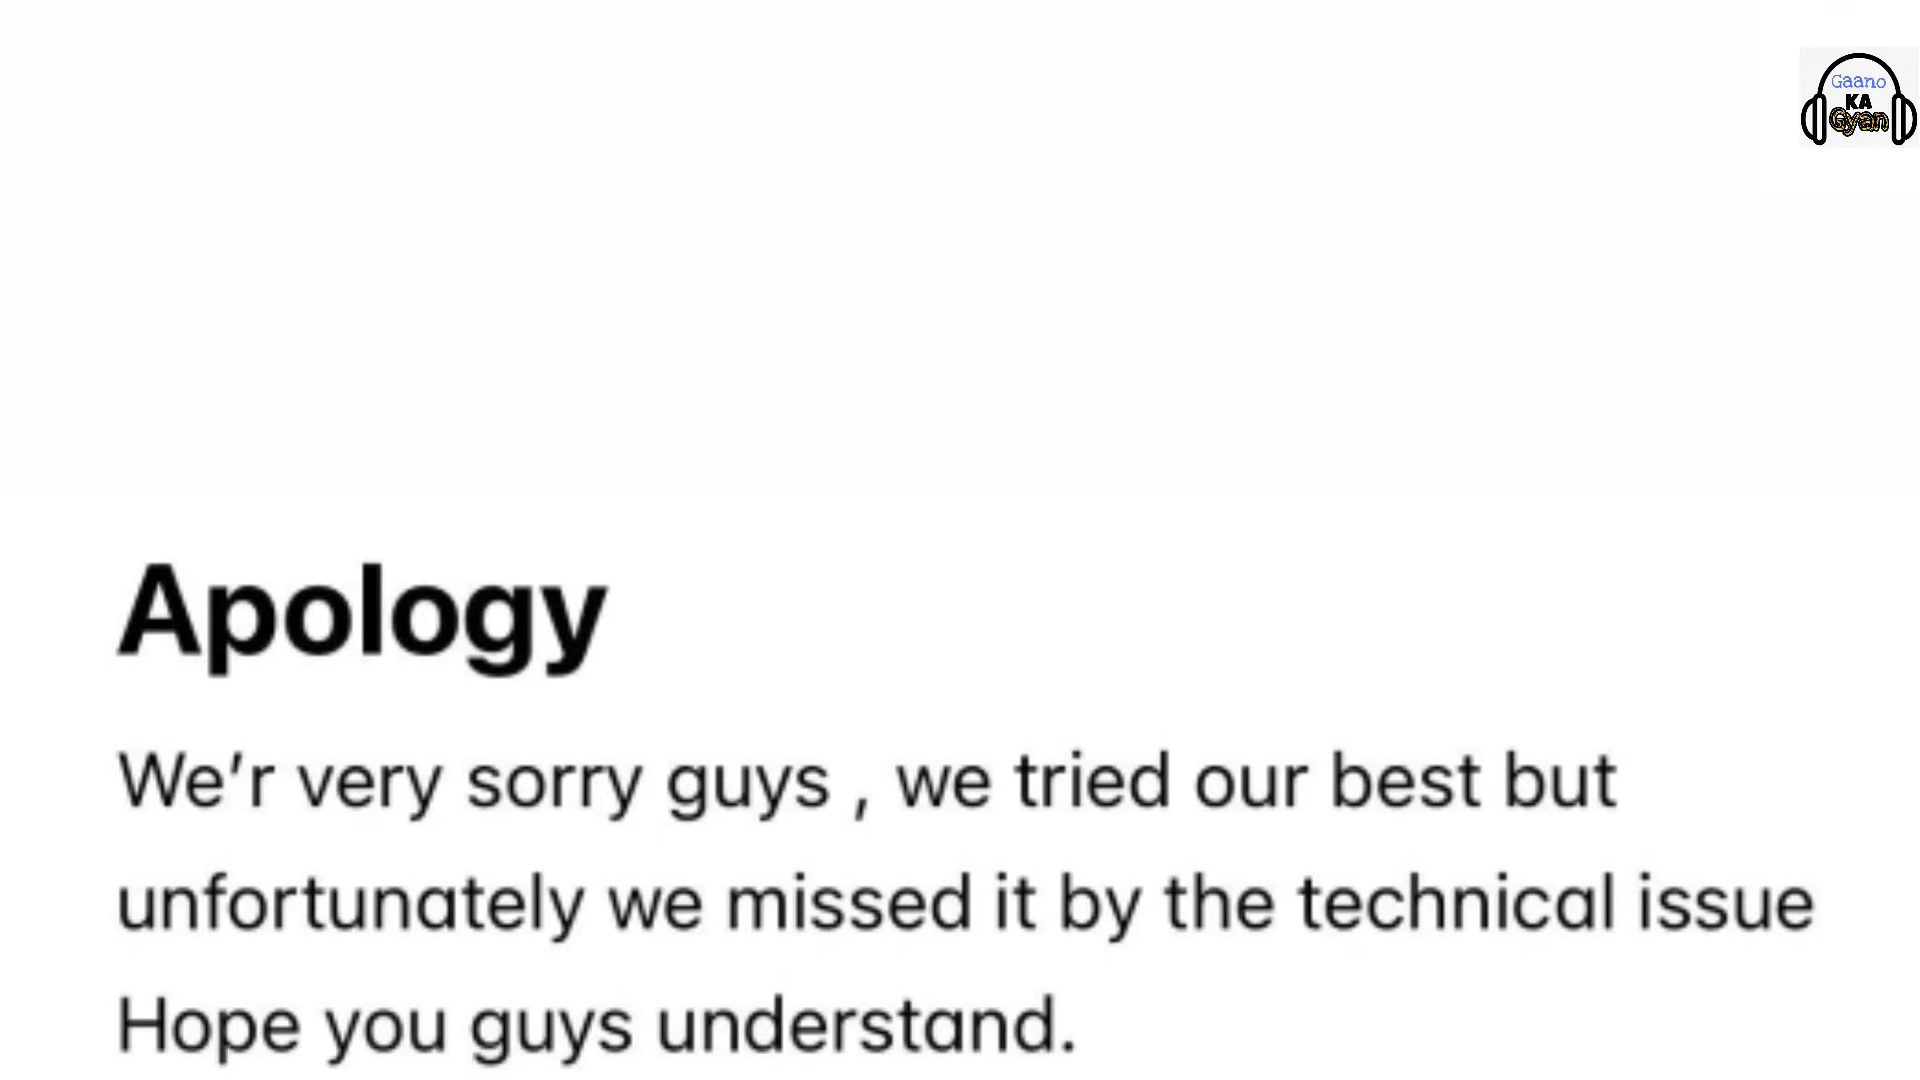 Gaano
KA
Gyan
Apology
We’r very sorry guys , we tried our best but
unfortunately we missed it by the technical issue
Hope you guys understand.